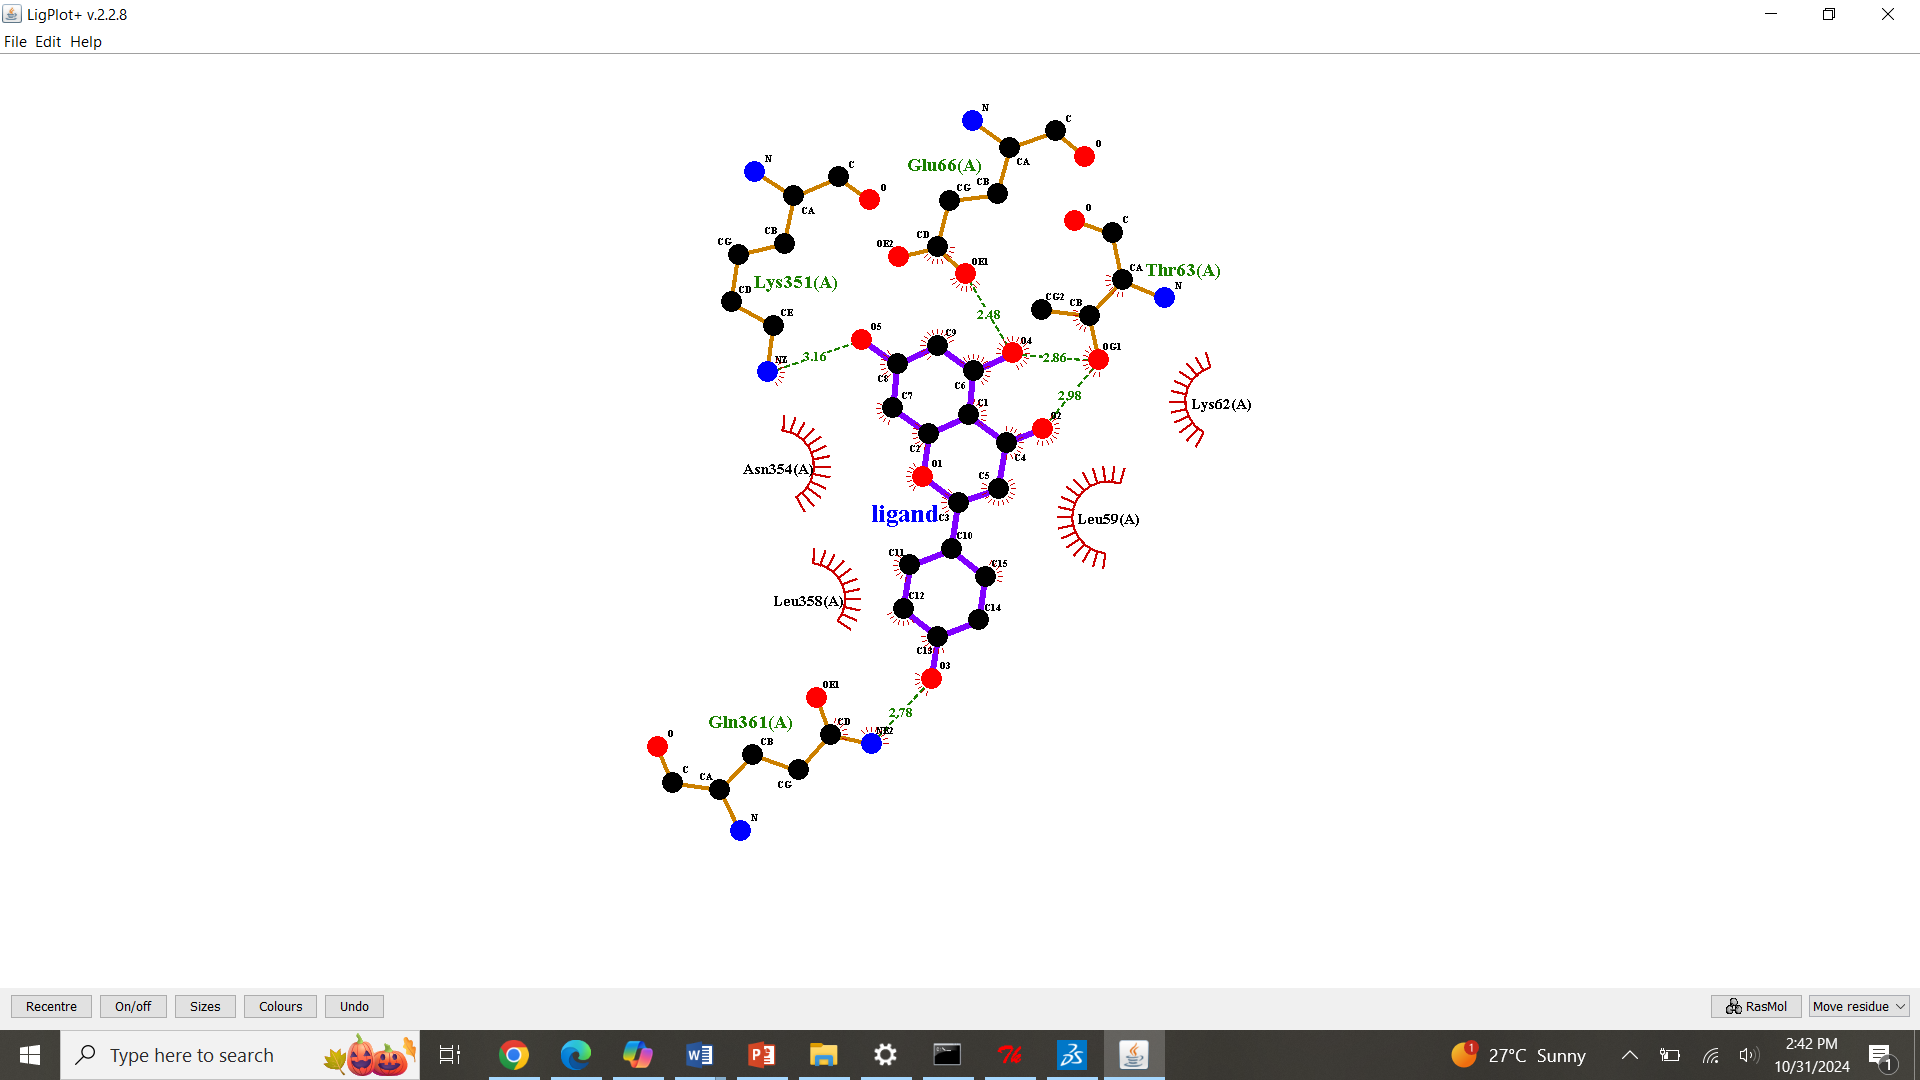 LigPlot+ v.2.2.8
File Edit Help
N
C
O
Glu66(A)
CA
N
C
CB
CG
O
CA
O
C
CB
CG
CD
OE2
OE1
CA
Thr63(A)
Lys351(A)
N
CD
CG2
CB
CE
2.48
O5
C9
O4
OG1
NZ
3.16
2.86
C8
C6
C7
C1
2.98
Lys62(A)
O2
C2
C4
Asn354(A)
O1
C5
ligand
C3
Leu59(A)
C10
C11
C15
Leu358(A)
C12
C14
C13
O3
OE1
2.78
Gln361(A)
CD
NE2
O
CB
C
CA
CG
N
Recentre On/off Sizes Colours Undo RasMol Move residue
Type here to search
1
27°C Sunny
2:42 PM
10/31/2024
1